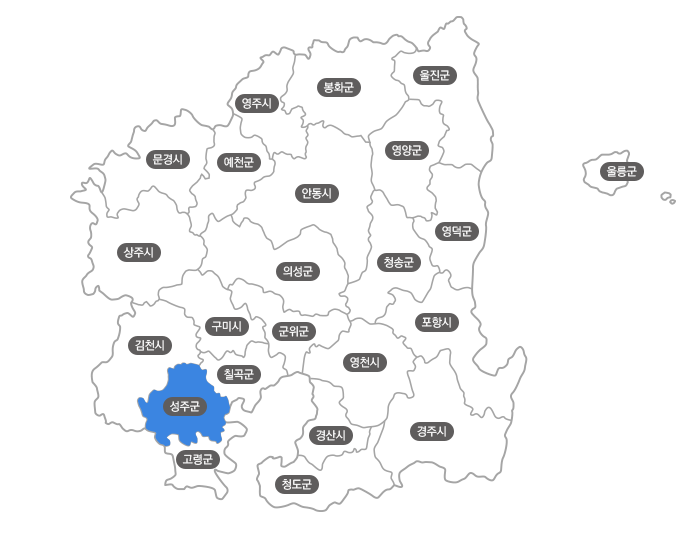 울진군
봉화군
영주시
영양군
문경시
예천군
울릉군
안동시
영덕군
상주시
청송군
의성군
포항시
구미시
군위군
김천시
영천시
칠곡군
성주군
경주시
경산시
고령군
청도군